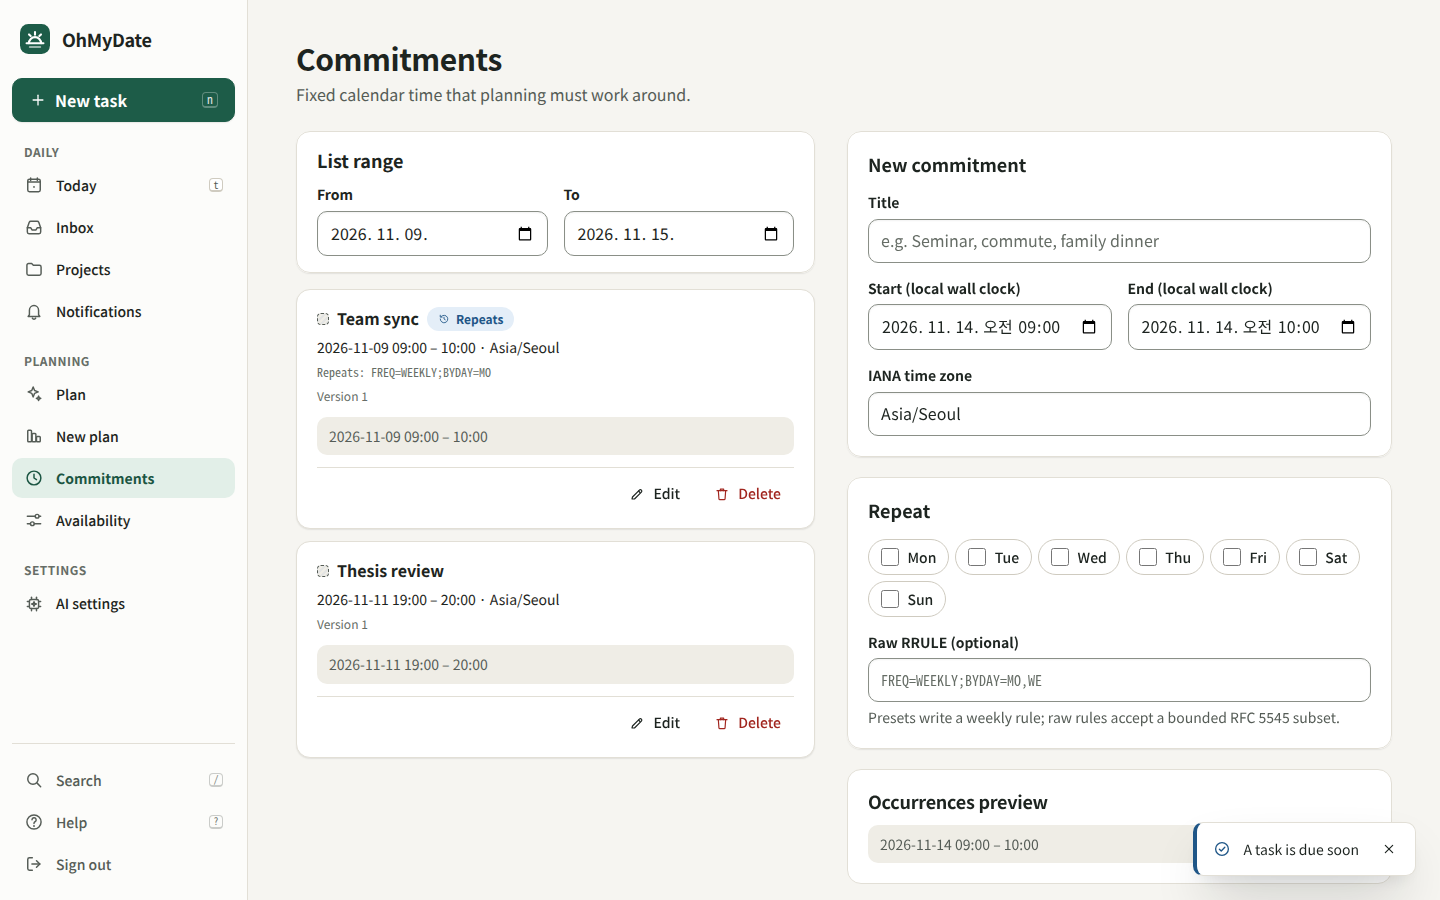 OhMyDate
New task
n
DAILY
Today
t
Inbox
Projects
Notifications
PLANNING
Plan
New plan
Commitments
Availability
SETTINGS
AI settings
Search
/
Help
?
Sign out
Commitments
Fixed calendar time that planning must work around.
List range
From
To
2026. 11. 09.
2026. 11. 15.
Team sync
Repeats
2026-11-09 09:00 – 10:00 · Asia/Seoul
Repeats: FREQ=WEEKLY;BYDAY=MO
Version 1
2026-11-09 09:00 – 10:00
Edit
Delete
Thesis review
2026-11-11 19:00 – 20:00 · Asia/Seoul
Version 1
2026-11-11 19:00 – 20:00
Edit
Delete
New commitment
Title
e.g. Seminar, commute, family dinner
Start (local wall clock)
End (local wall clock)
2026. 11. 14. 오전 09:00
2026. 11. 14. 오전 10:00
IANA time zone
Asia/Seoul
Repeat
Mon
Tue
Wed
Thu
Fri
Sat
Sun
Raw RRULE (optional)
FREQ=WEEKLY;BYDAY=MO,WE
Presets write a weekly rule; raw rules accept a bounded RFC 5545 subset.
Occurrences preview
2026-11-14 09:00 – 10:00
A task is due soon